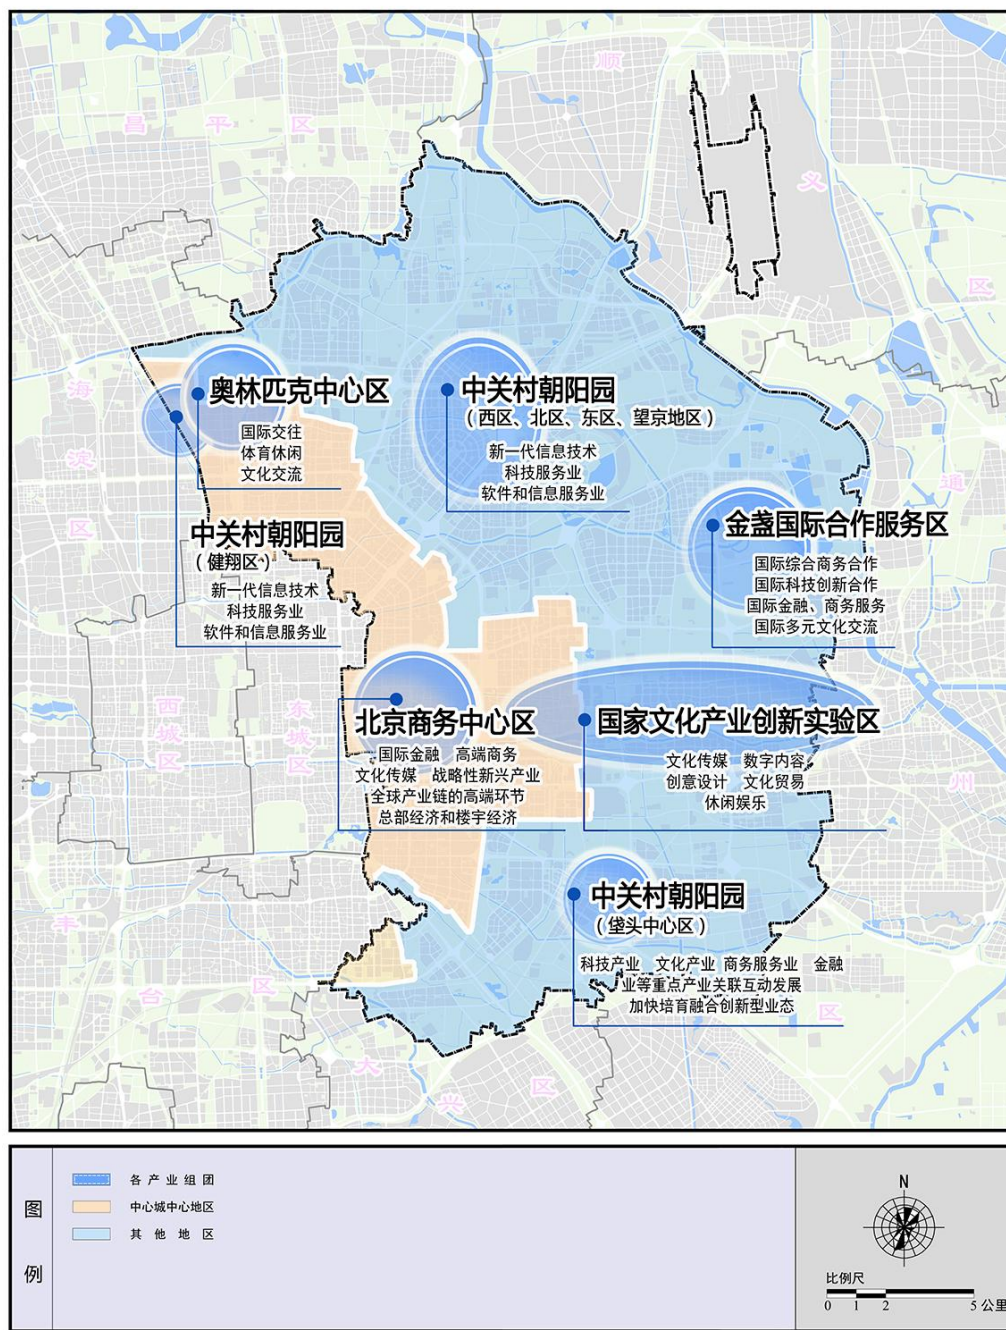 昌平区
顺
义
区
海
淀
区
奥林匹克中心区
国际交往
体育休闲
文化交流
中关村朝阳园
（西区、北区、东区、望京地区）
新一代信息技术
科技服务业
软件和信息服务业
中关村朝阳园
（健翔区）
新一代信息技术
科技服务业
软件和信息服务业
金盏国际合作服务区
国际综合商务合作
国际科技创新合作
国际金融、商务服务
国际多元文化交流
通
州
区
西城区
东城区
北京商务中心区
国际金融 高端商务
文化传媒 战略性新兴产业
全球产业链的高端环节
总部经济和楼宇经济
国家文化产业创新实验区
文化传媒 数字内容
创意设计 文化贸易
休闲娱乐
中关村朝阳园
（垡头中心区）
科技产业 文化产业 商务服务业 金融
业等重点产业关联互动发展
加快培育融合创新型业态
丰
台
区
大
兴
区
图例
各产业组团
中心城中心地区
其他地区
N
比例尺
0 1 2 5 公里